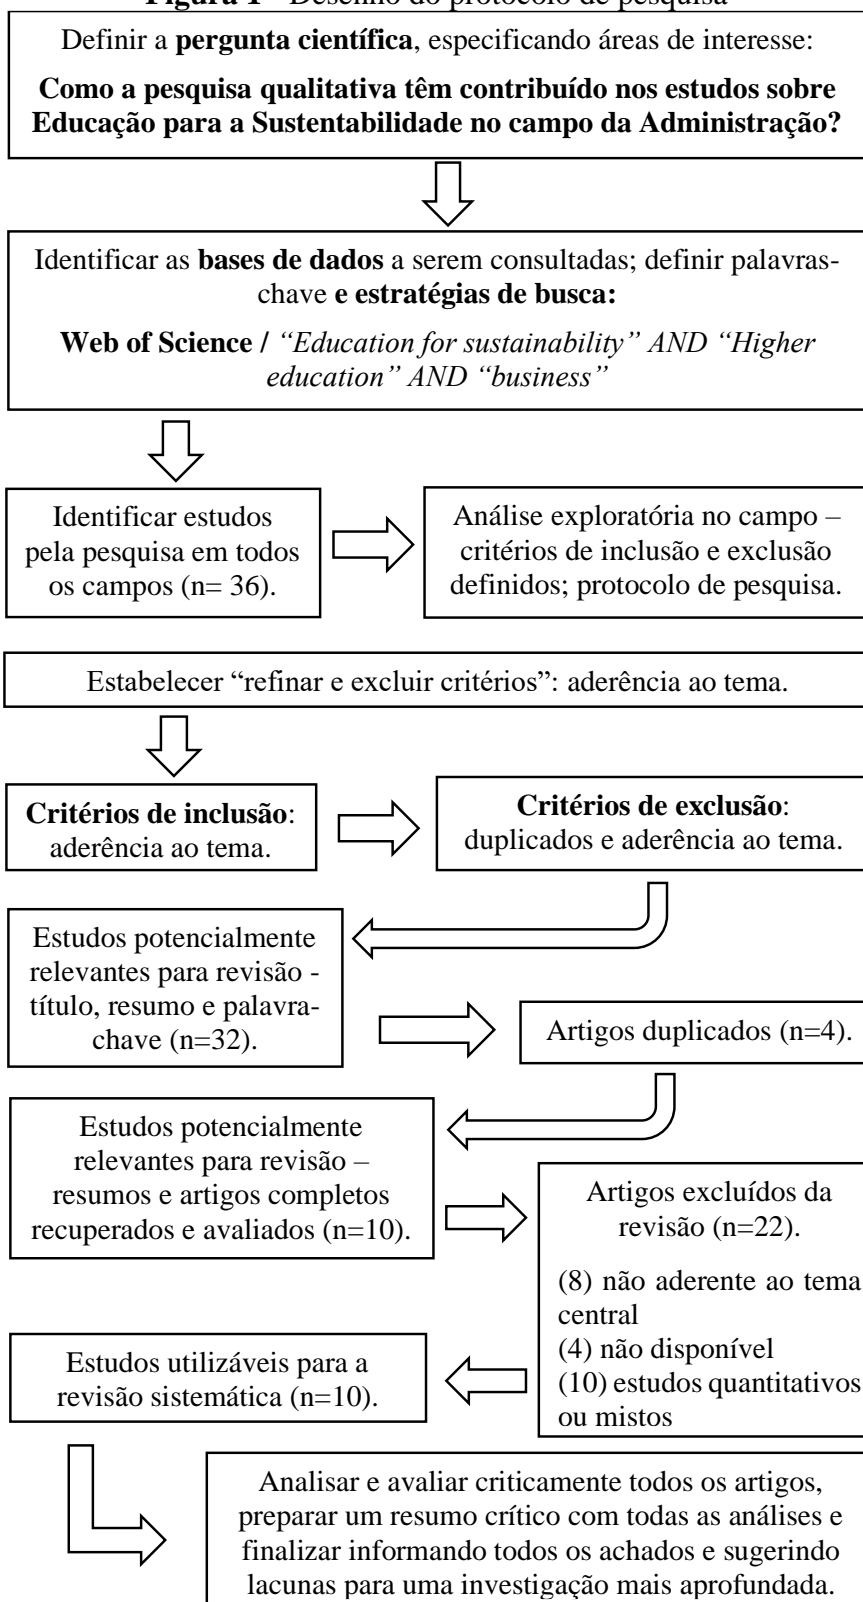 Figura 1 - Desenho do protocolo de pesquisa
Definir a pergunta científica, especificando áreas de interesse:
Como a pesquisa qualitativa têm contribuído nos estudos sobre
Educação para a Sustentabilidade no campo da Administração?
Identificar as bases de dados a serem consultadas; definir palavras-
chave e estratégias de busca:
Web of Science / “Education for sustainability” AND “Higher
education” AND “business”
Identificar estudos
pela pesquisa em todos
os campos (n= 36).
Análise exploratória no campo –
critérios de inclusão e exclusão
definidos; protocolo de pesquisa.
Estabelecer “refinar e excluir critérios”: aderência ao tema.
Critérios de inclusão:
aderência ao tema.
Critérios de exclusão:
duplicados e aderência ao tema.
Estudos potencialmente
relevantes para revisão -
título, resumo e palavra-
chave (n=32).
Artigos duplicados (n=4).
Estudos potencialmente
relevantes para revisão –
resumos e artigos completos
recuperados e avaliados (n=10).
Artigos excluídos da
revisão (n=22).
(8) não aderente ao tema
central
(4) não disponível
(10) estudos quantitativos
ou mistos
Estudos utilizáveis para a
revisão sistemática (n=10).
Analisar e avaliar criticamente todos os artigos,
preparar um resumo crítico com todas as análises e
finalizar informando todos os achados e sugerindo
lacunas para uma investigação mais aprofundada.